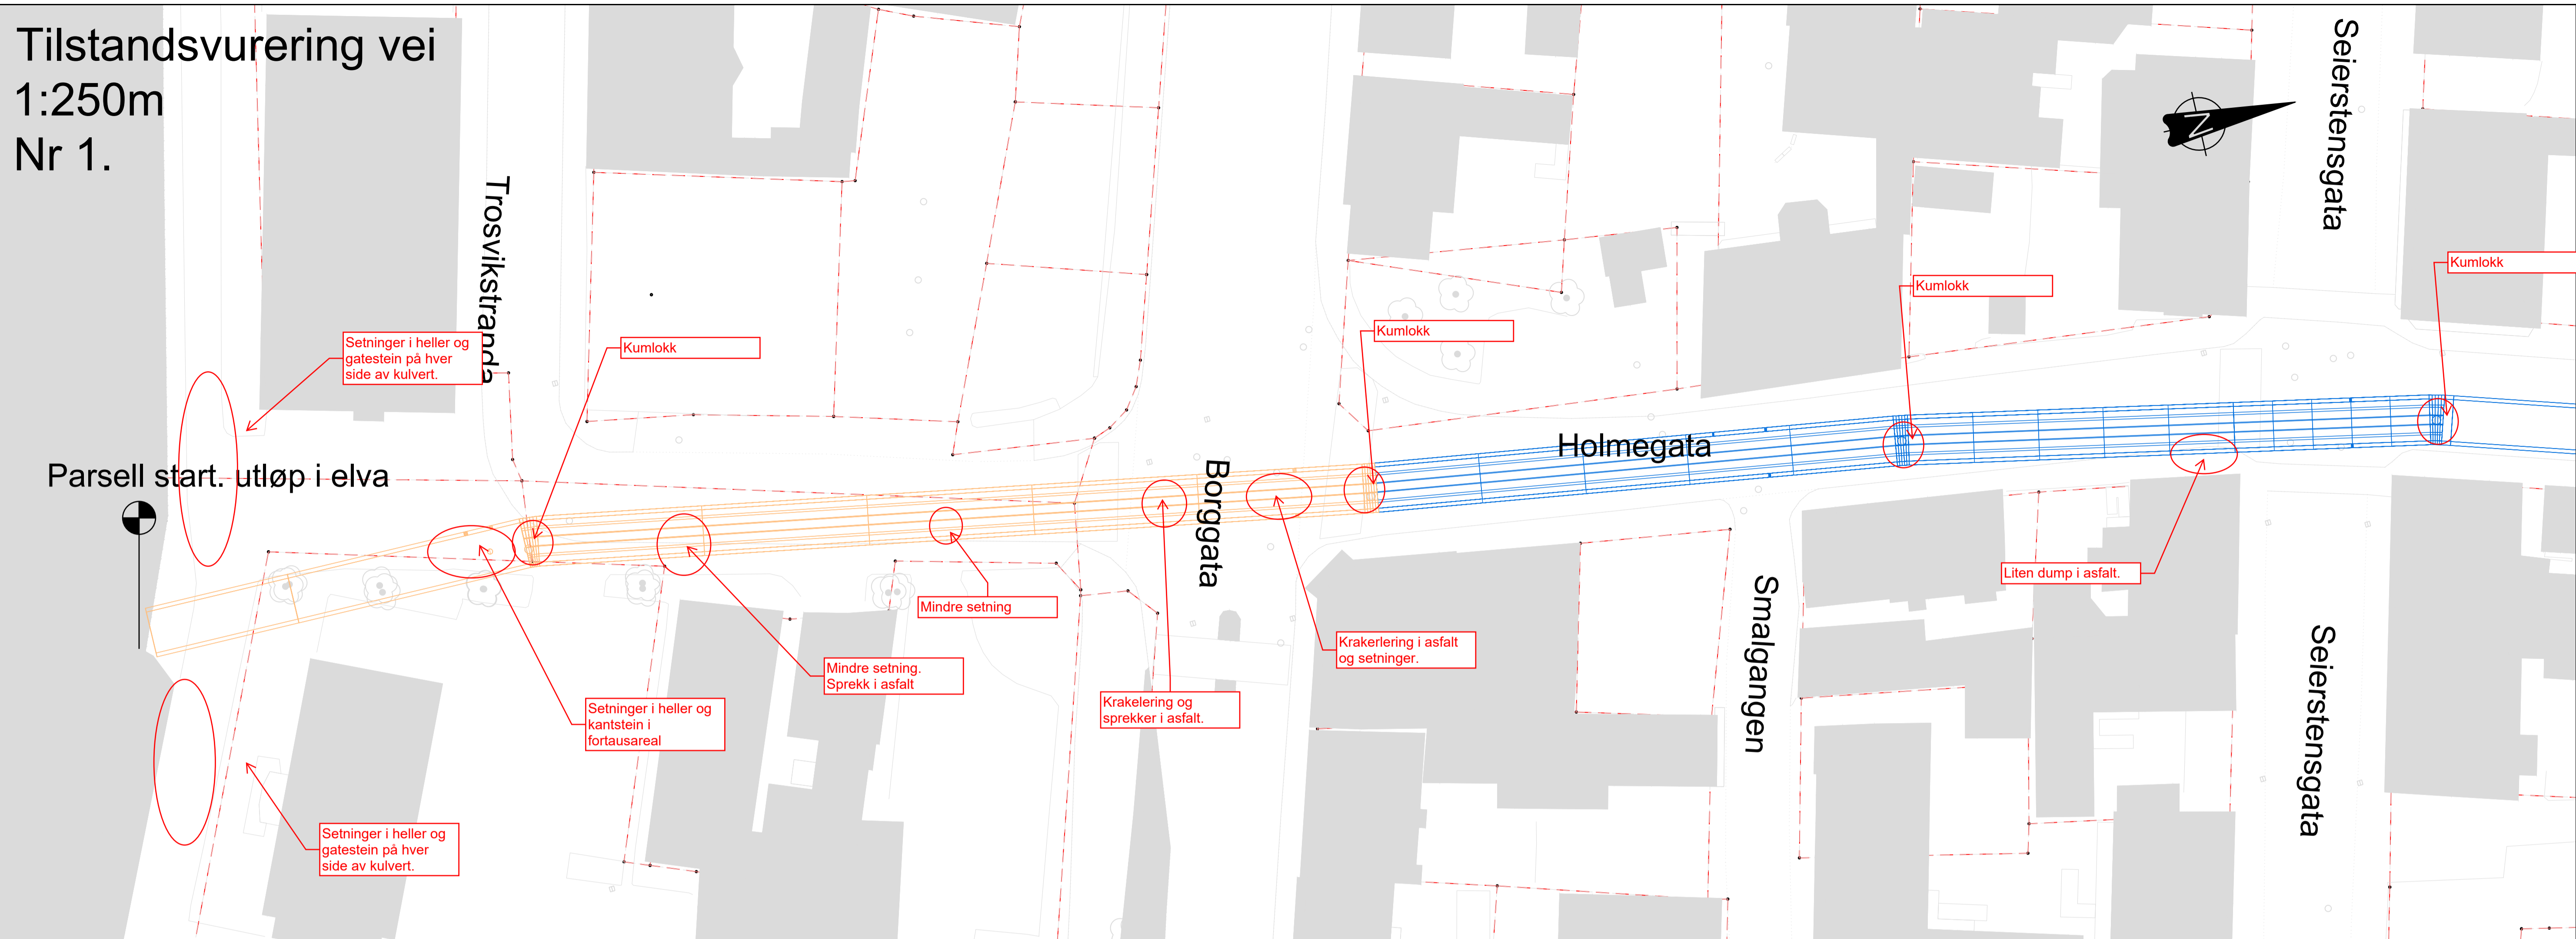 Tilstandsvurering vei
1:250m
Nr 1.
Trosvikstranda
Seierstensgata
N
Setninger i heller og
gatestein på hver
side av kulvert.
Kumlokk
Kumlokk
Kumlokk
Kumlokk
Parsell start. utløp i elva
Borggata
Holmegata
Smalgangen
Seierstensgata
Liten dump i asfalt.
Mindre setning
Krakerlering i asfalt
og setninger.
Mindre setning.
Sprekk i asfalt
Krakelering og
sprekker i asfalt.
Setninger i heller og
kantstein i
fortausareal
Setninger i heller og
gatestein på hver
side av kulvert.